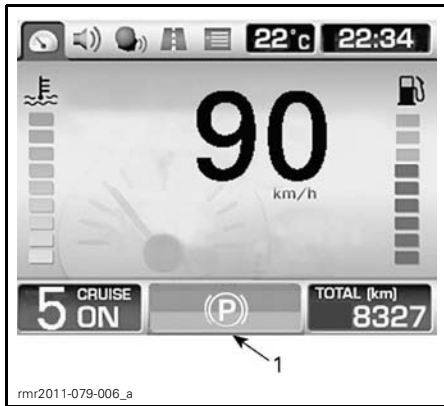 22°c 22:34
90
km/h
5 CRUISE ON (P) TOTAL (km) 8327
1
rmr2011-079-006_a